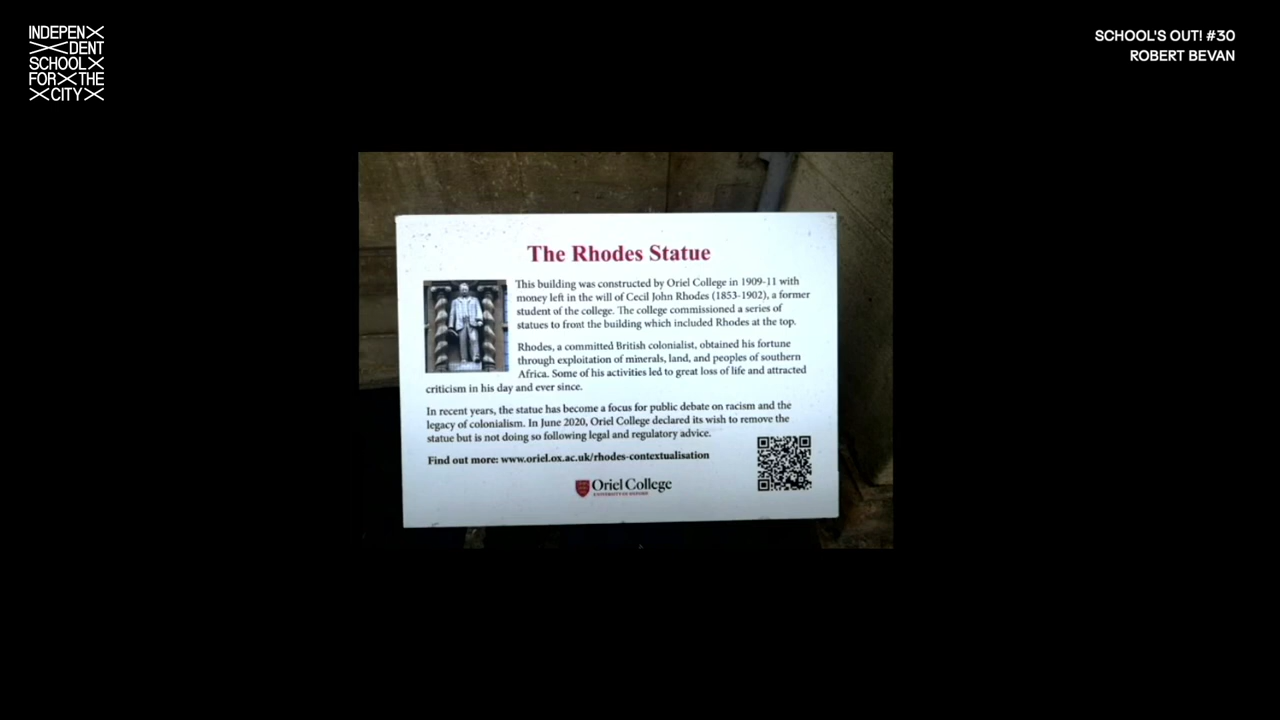 INDEPEN
DENT
SCHOOL
FOR THE
CITY
SCHOOL'S OUT! #30
ROBERT BEVAN
The Rhodes Statue
This building was constructed by Oriel College in 1909-11 with
money left in the will of Cecil John Rhodes (1853-1902), a former
student of the college. The college commissioned a series of
statues to front the building which included Rhodes at the top.
Rhodes, a committed British colonialist, obtained his fortune
through exploitation of minerals, land, and peoples of southern
Africa. Some of his activities led to great loss of life and attracted
criticism in his day and ever since.
In recent years, the statue has become a focus for public debate on racism and the
legacy of colonialism. In June 2020, Oriel College declared its wish to remove the
statue but is not doing so following legal and regulatory advice.
Find out more: www.oriel.ox.ac.uk/rhodes-contextualisation
Oriel College
UNIVERSITY OF OXFORD